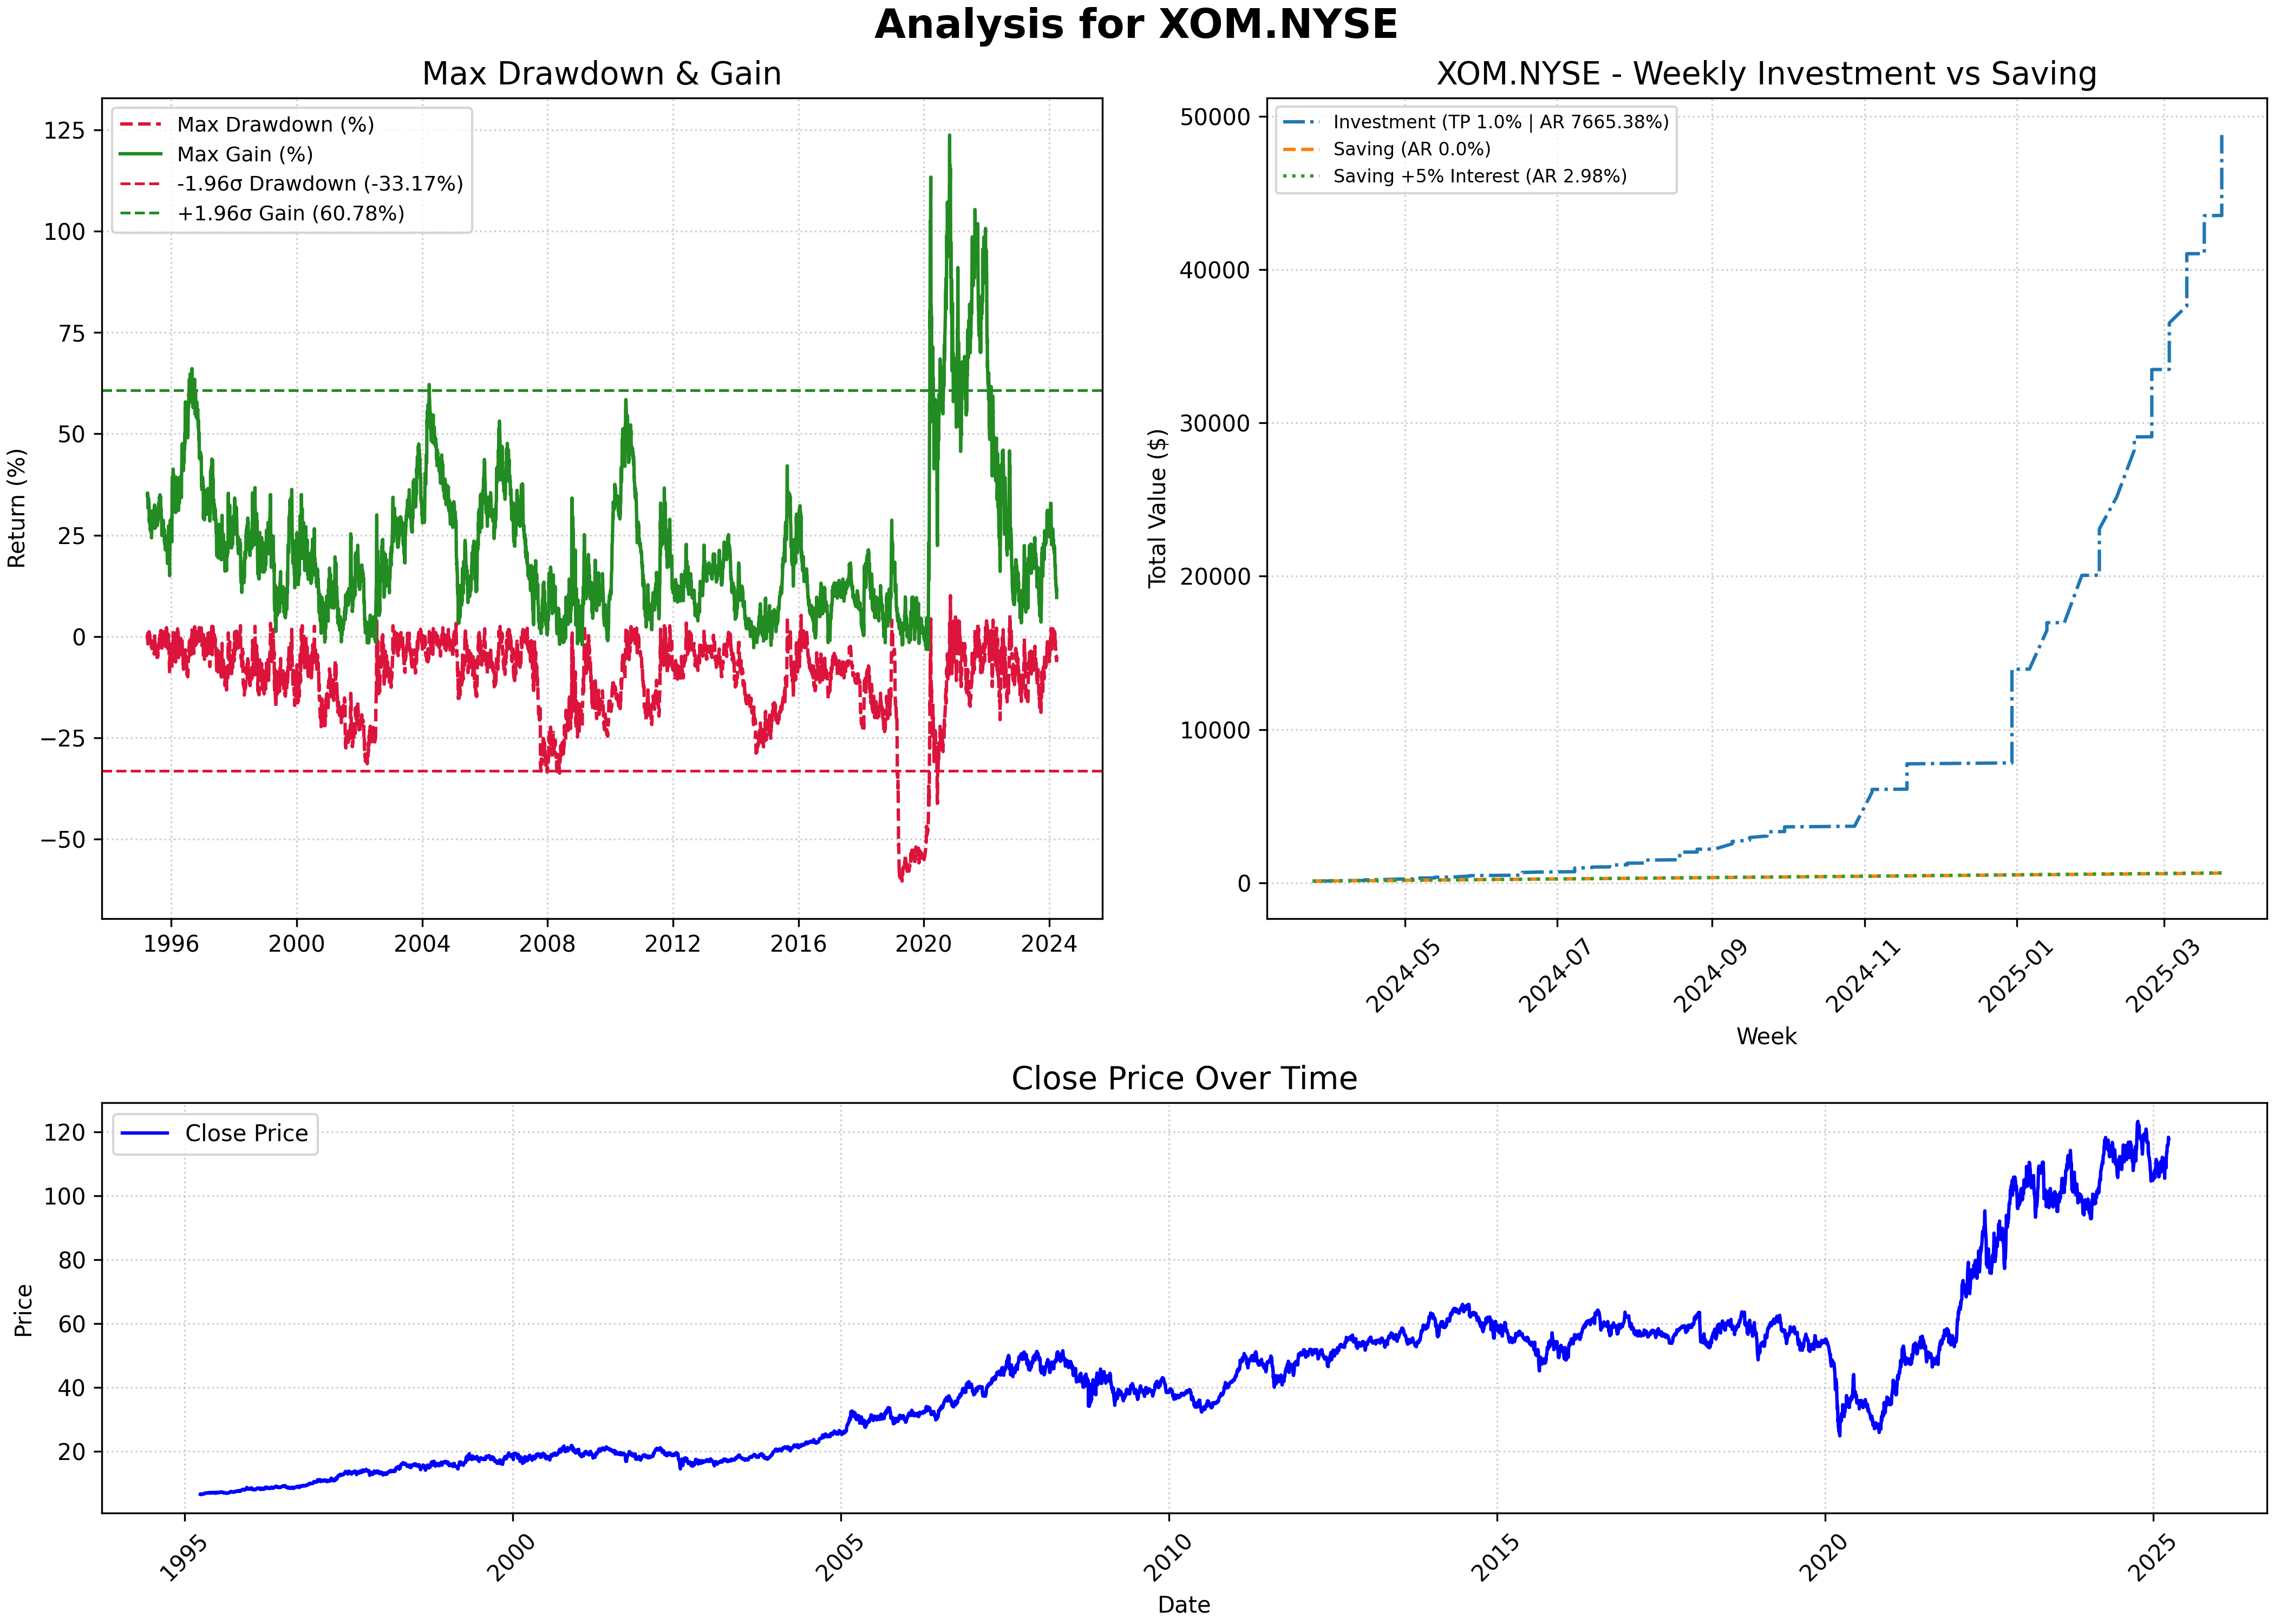 Analysis for XOM.NYSE
Max Drawdown & Gain
Max Drawdown (%)
Max Gain (%)
-1.96σ Drawdown (-33.17%)
+1.96σ Gain (60.78%)
Return (%)
125
100
75
50
25
0
−25
−50
1996
2000
2004
2008
2012
2016
2020
2024
XOM.NYSE - Weekly Investment vs Saving
Investment (TP 1.0% | AR 7665.38%)
Saving (AR 0.0%)
Saving +5% Interest (AR 2.98%)
Total Value ($)
50000
40000
30000
20000
10000
0
2024-05
2024-07
2024-09
2024-11
2025-01
2025-03
Week
Close Price Over Time
Close Price
Price
120
100
80
60
40
20
1995
2000
2005
2010
2015
2020
2025
Date